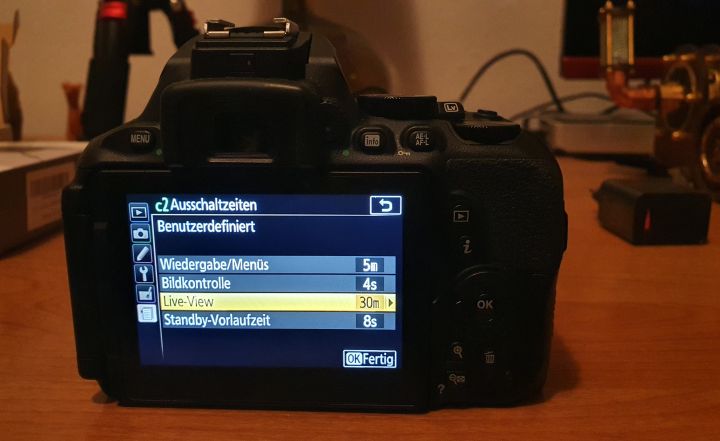 Lv
MENU
info
AE-L
AF-L
c2 Ausschaltzeiten
Benutzerdefiniert
Wiedergabe/Menüs 5m
Bildkontrolle 4s
Live-View 30m
Standby-Vorlaufzeit 8s
OK Fertig
i
OK
?